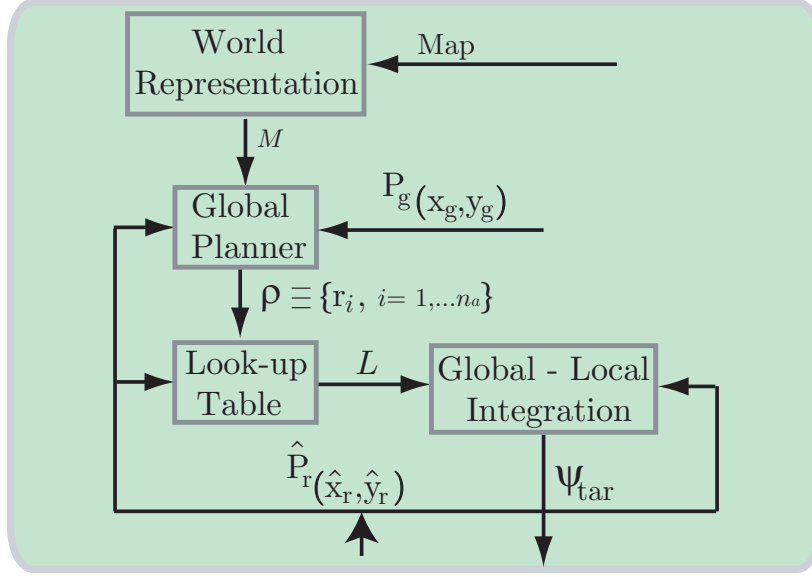 World
Representation
Map
M
P_g(x_g,y_g)
Global
Planner
ρ ≡ {r_i, i= 1,...n_a}
Look-up
Table
L
Global - Local
Integration
P̂_r(x̂_r,ŷ_r)
ψ_tar